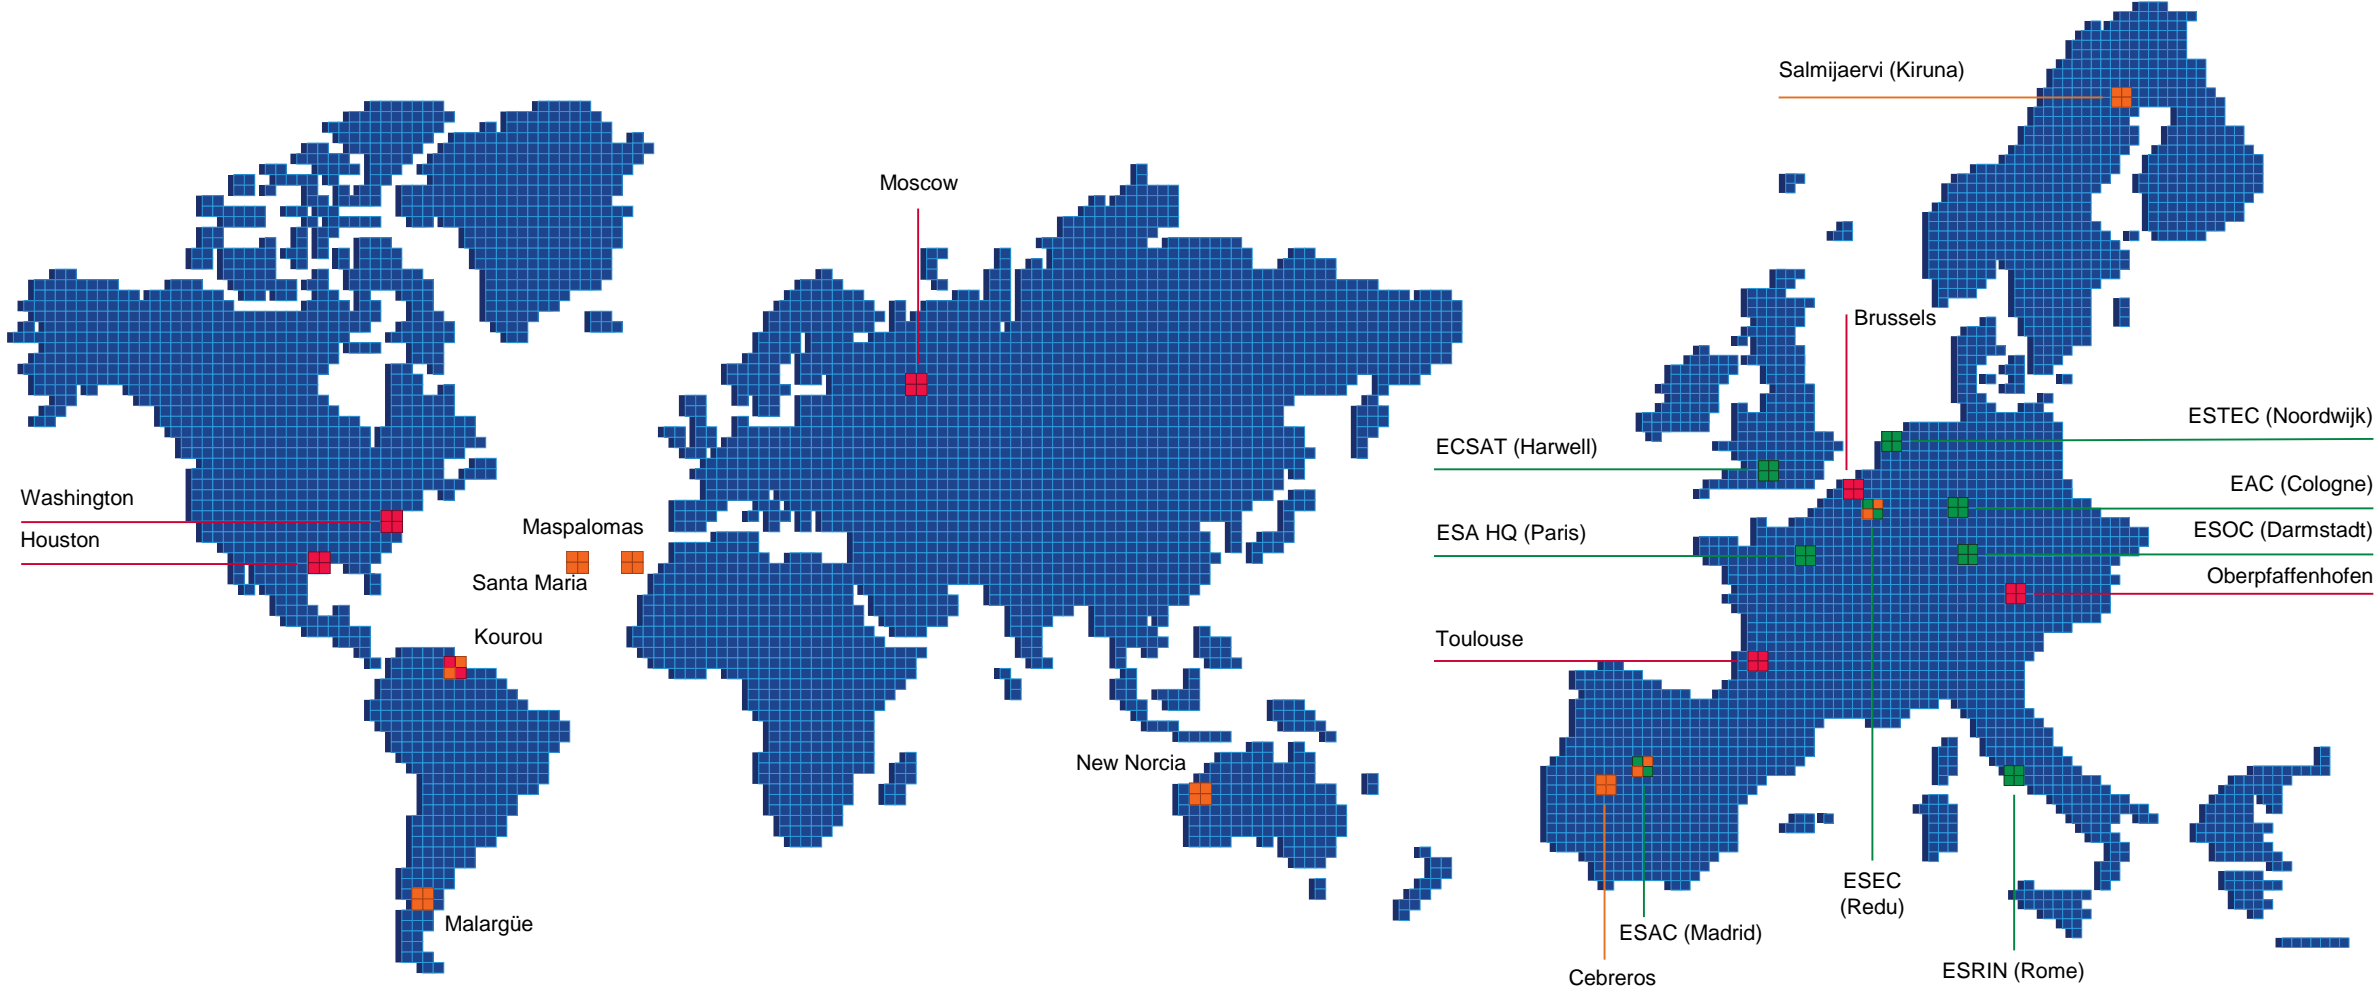 Salmijaervi (Kiruna)
Moscow
Brussels
ESTEC (Noordwijk)
ECSAT (Harwell)
EAC (Cologne)
Washington
Maspalomas
ESA HQ (Paris)
ESOC (Darmstadt)
Houston
Santa Maria
Oberpfaffenhofen
Kourou
Toulouse
New Norcia
ESEC
(Redu)
Malargüe
ESAC (Madrid)
Cebreros
ESRIN (Rome)